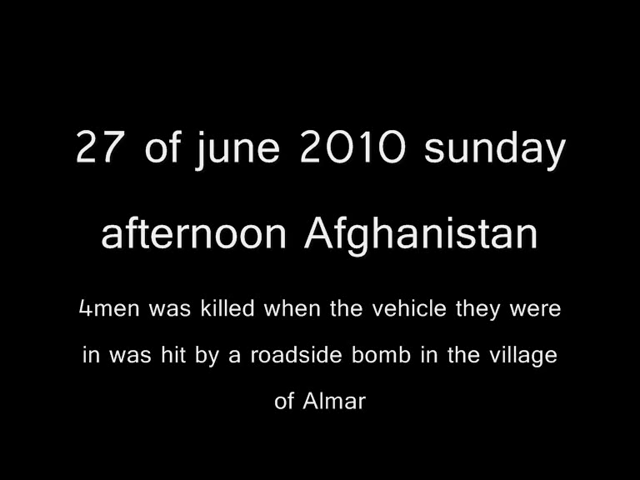 27 of june 2010 sunday
afternoon Afghanistan
4men was killed when the vehicle they were
in was hit by a roadside bomb in the village
of Almar